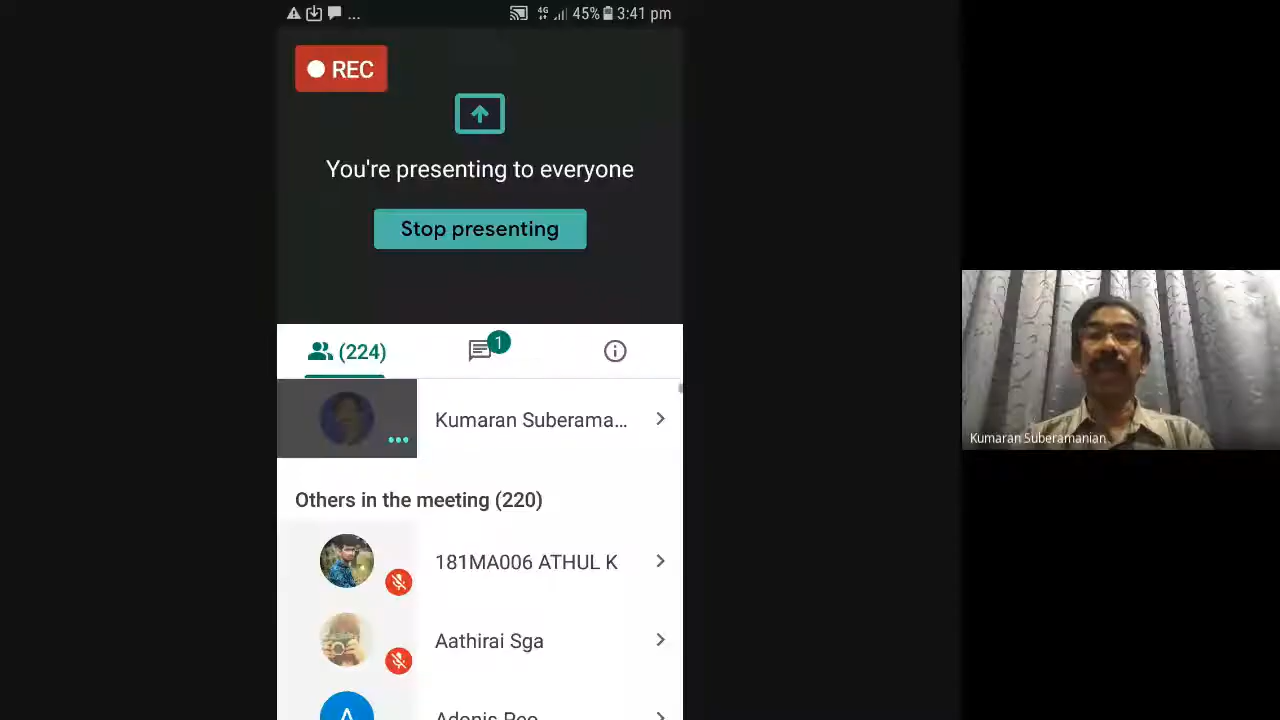 ... 4G 45% 3:41 pm
REC
You're presenting to everyone
Stop presenting
(224) 1
Kumaran Suberama...
Others in the meeting (220)
181MA006 ATHUL K
Aathirai Sga
A
Kumaran Suberamanian